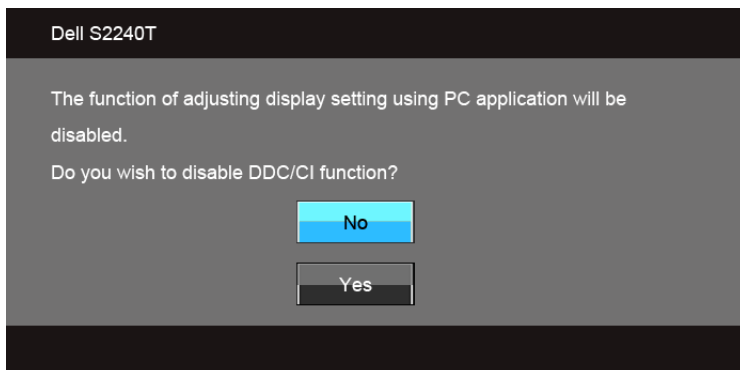 Dell S2240T
The function of adjusting display setting using PC application will be
disabled.
Do you wish to disable DDC/CI function?
No
Yes